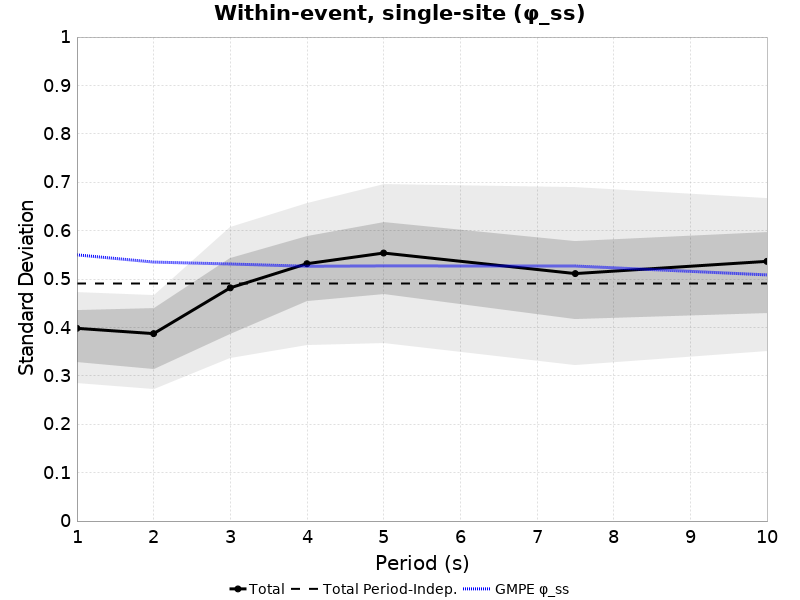 Within-event, single-site (φ_ss)
Standard Deviation
1
0.9
0.8
0.7
0.6
0.5
0.4
0.3
0.2
0.1
0
1 2 3 4 5 6 7 8 9 10
Period (s)
Total Total Period-Indep. GMPE φ_ss